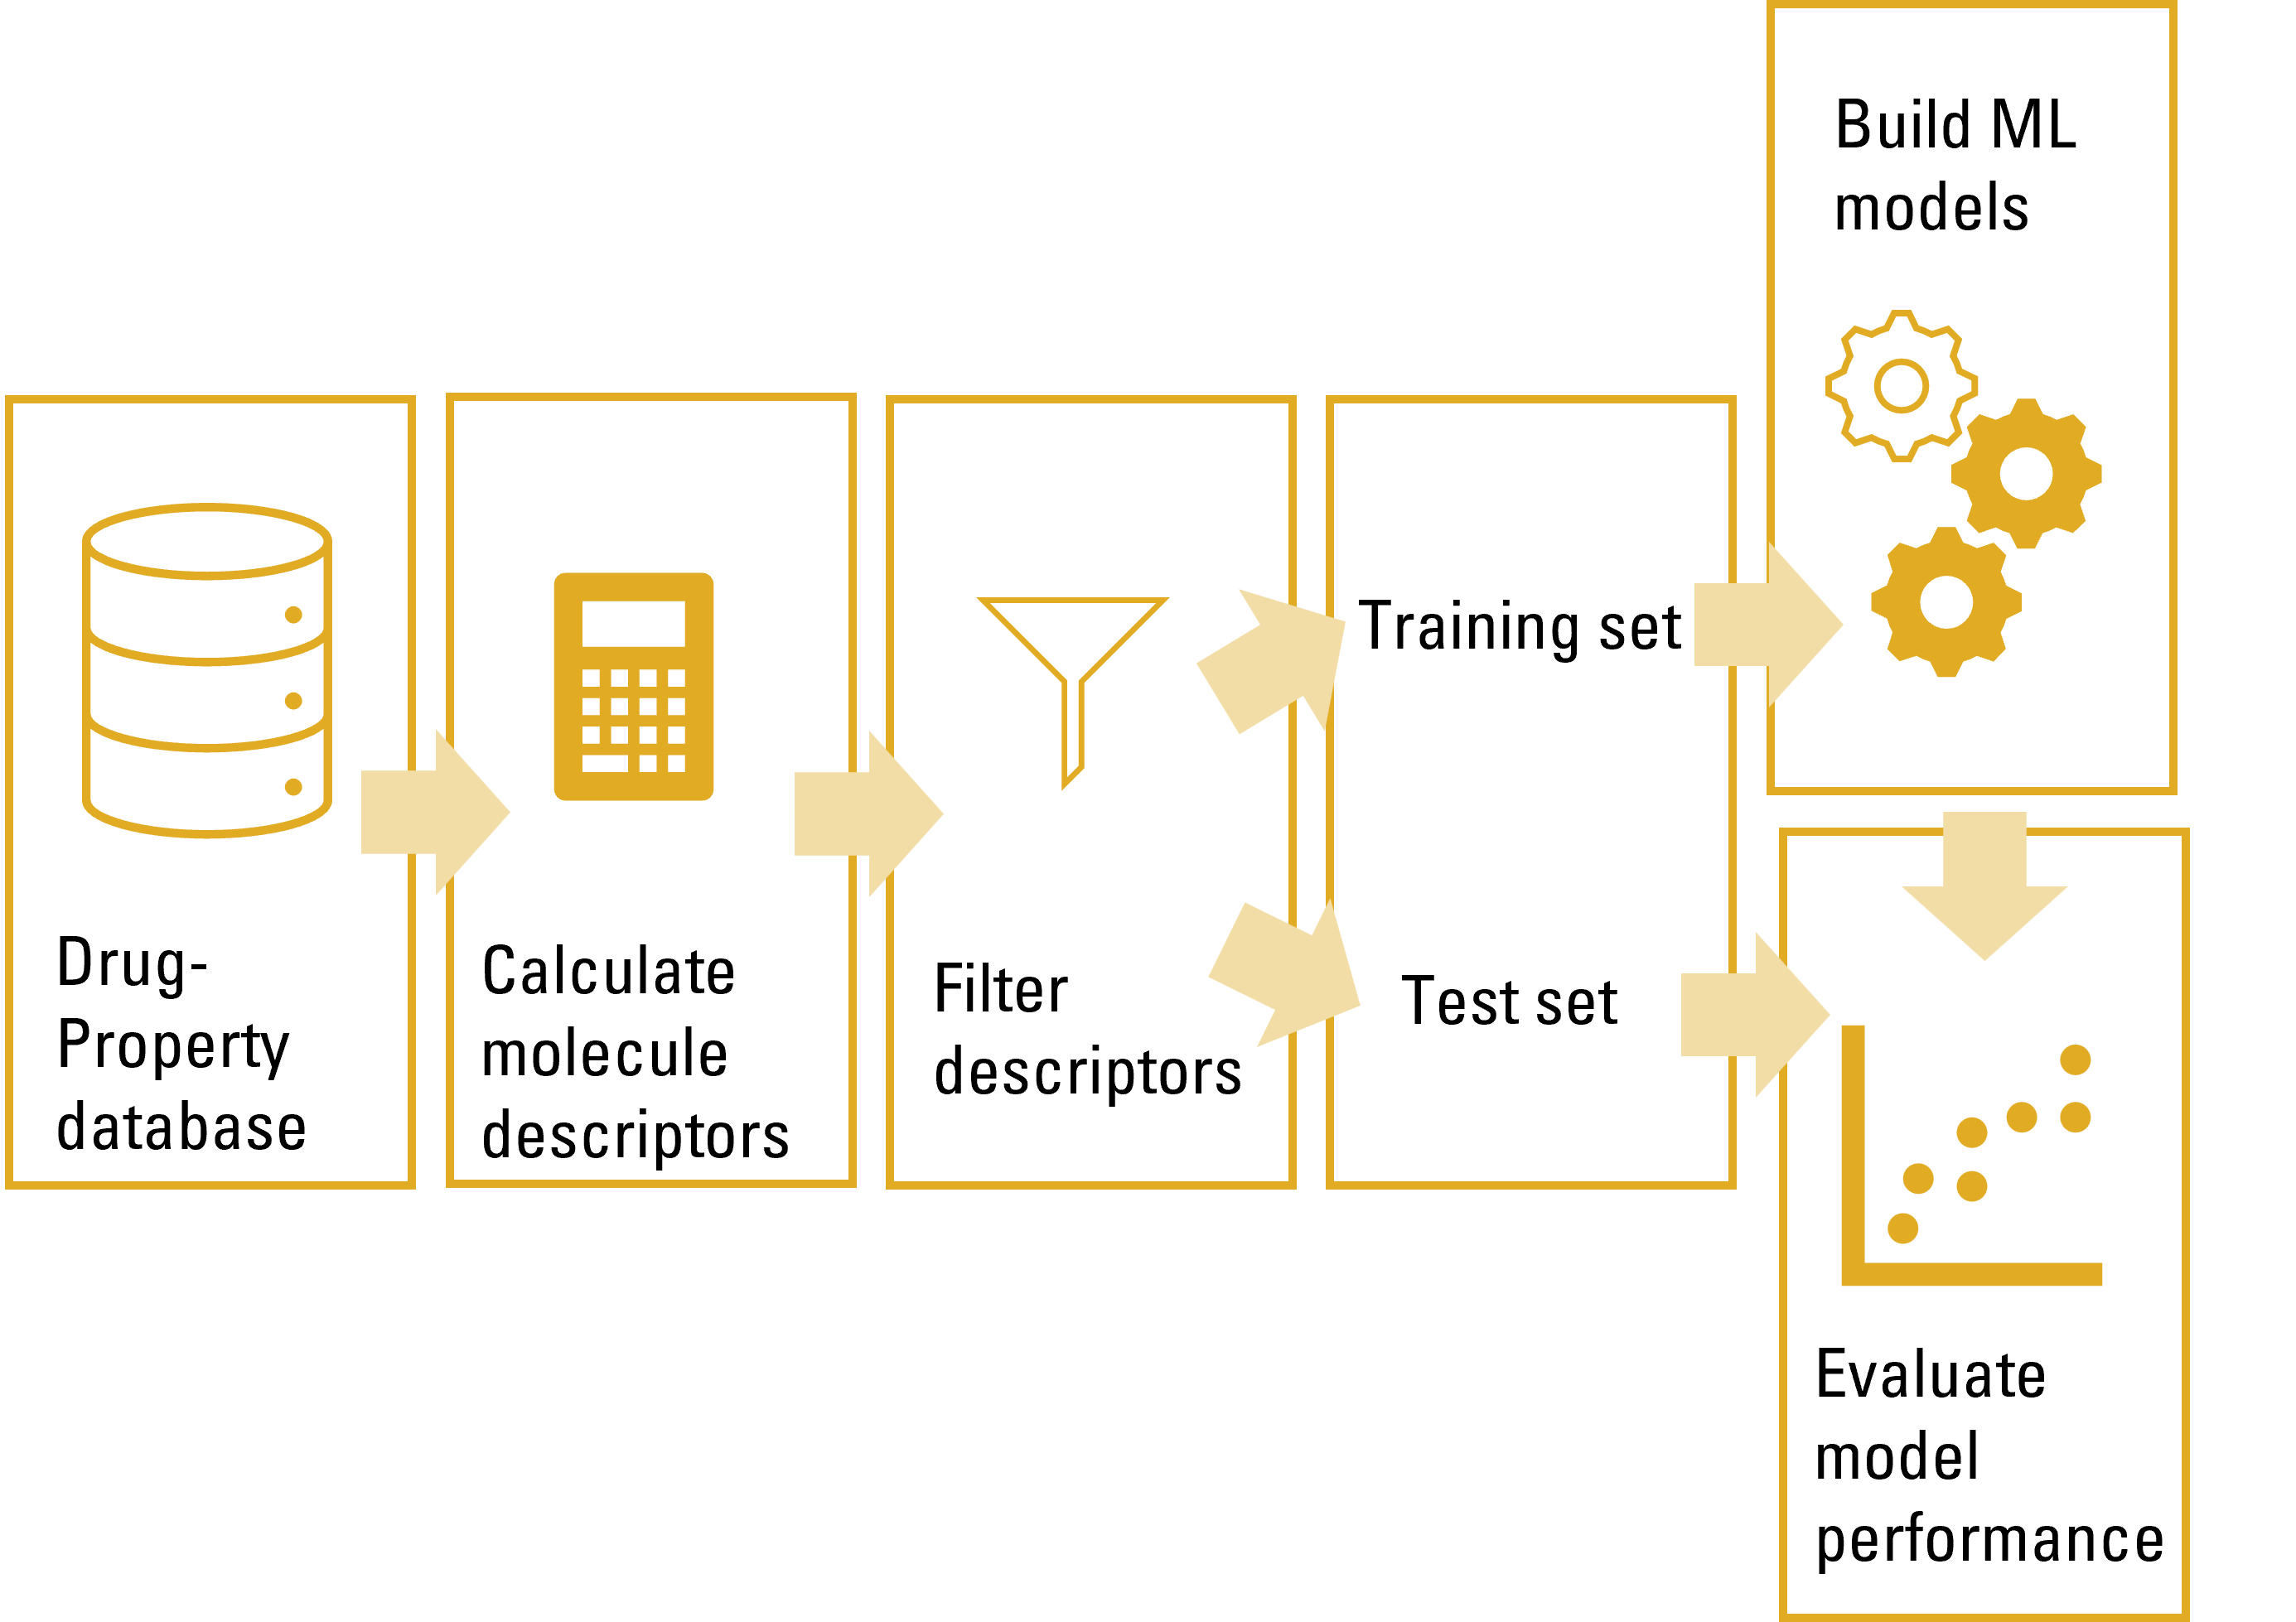 Drug-
Property
database
Calculate
molecule
descriptors
Filter
descriptors
Training set
Test set
Build ML
models
Evaluate
model
performance